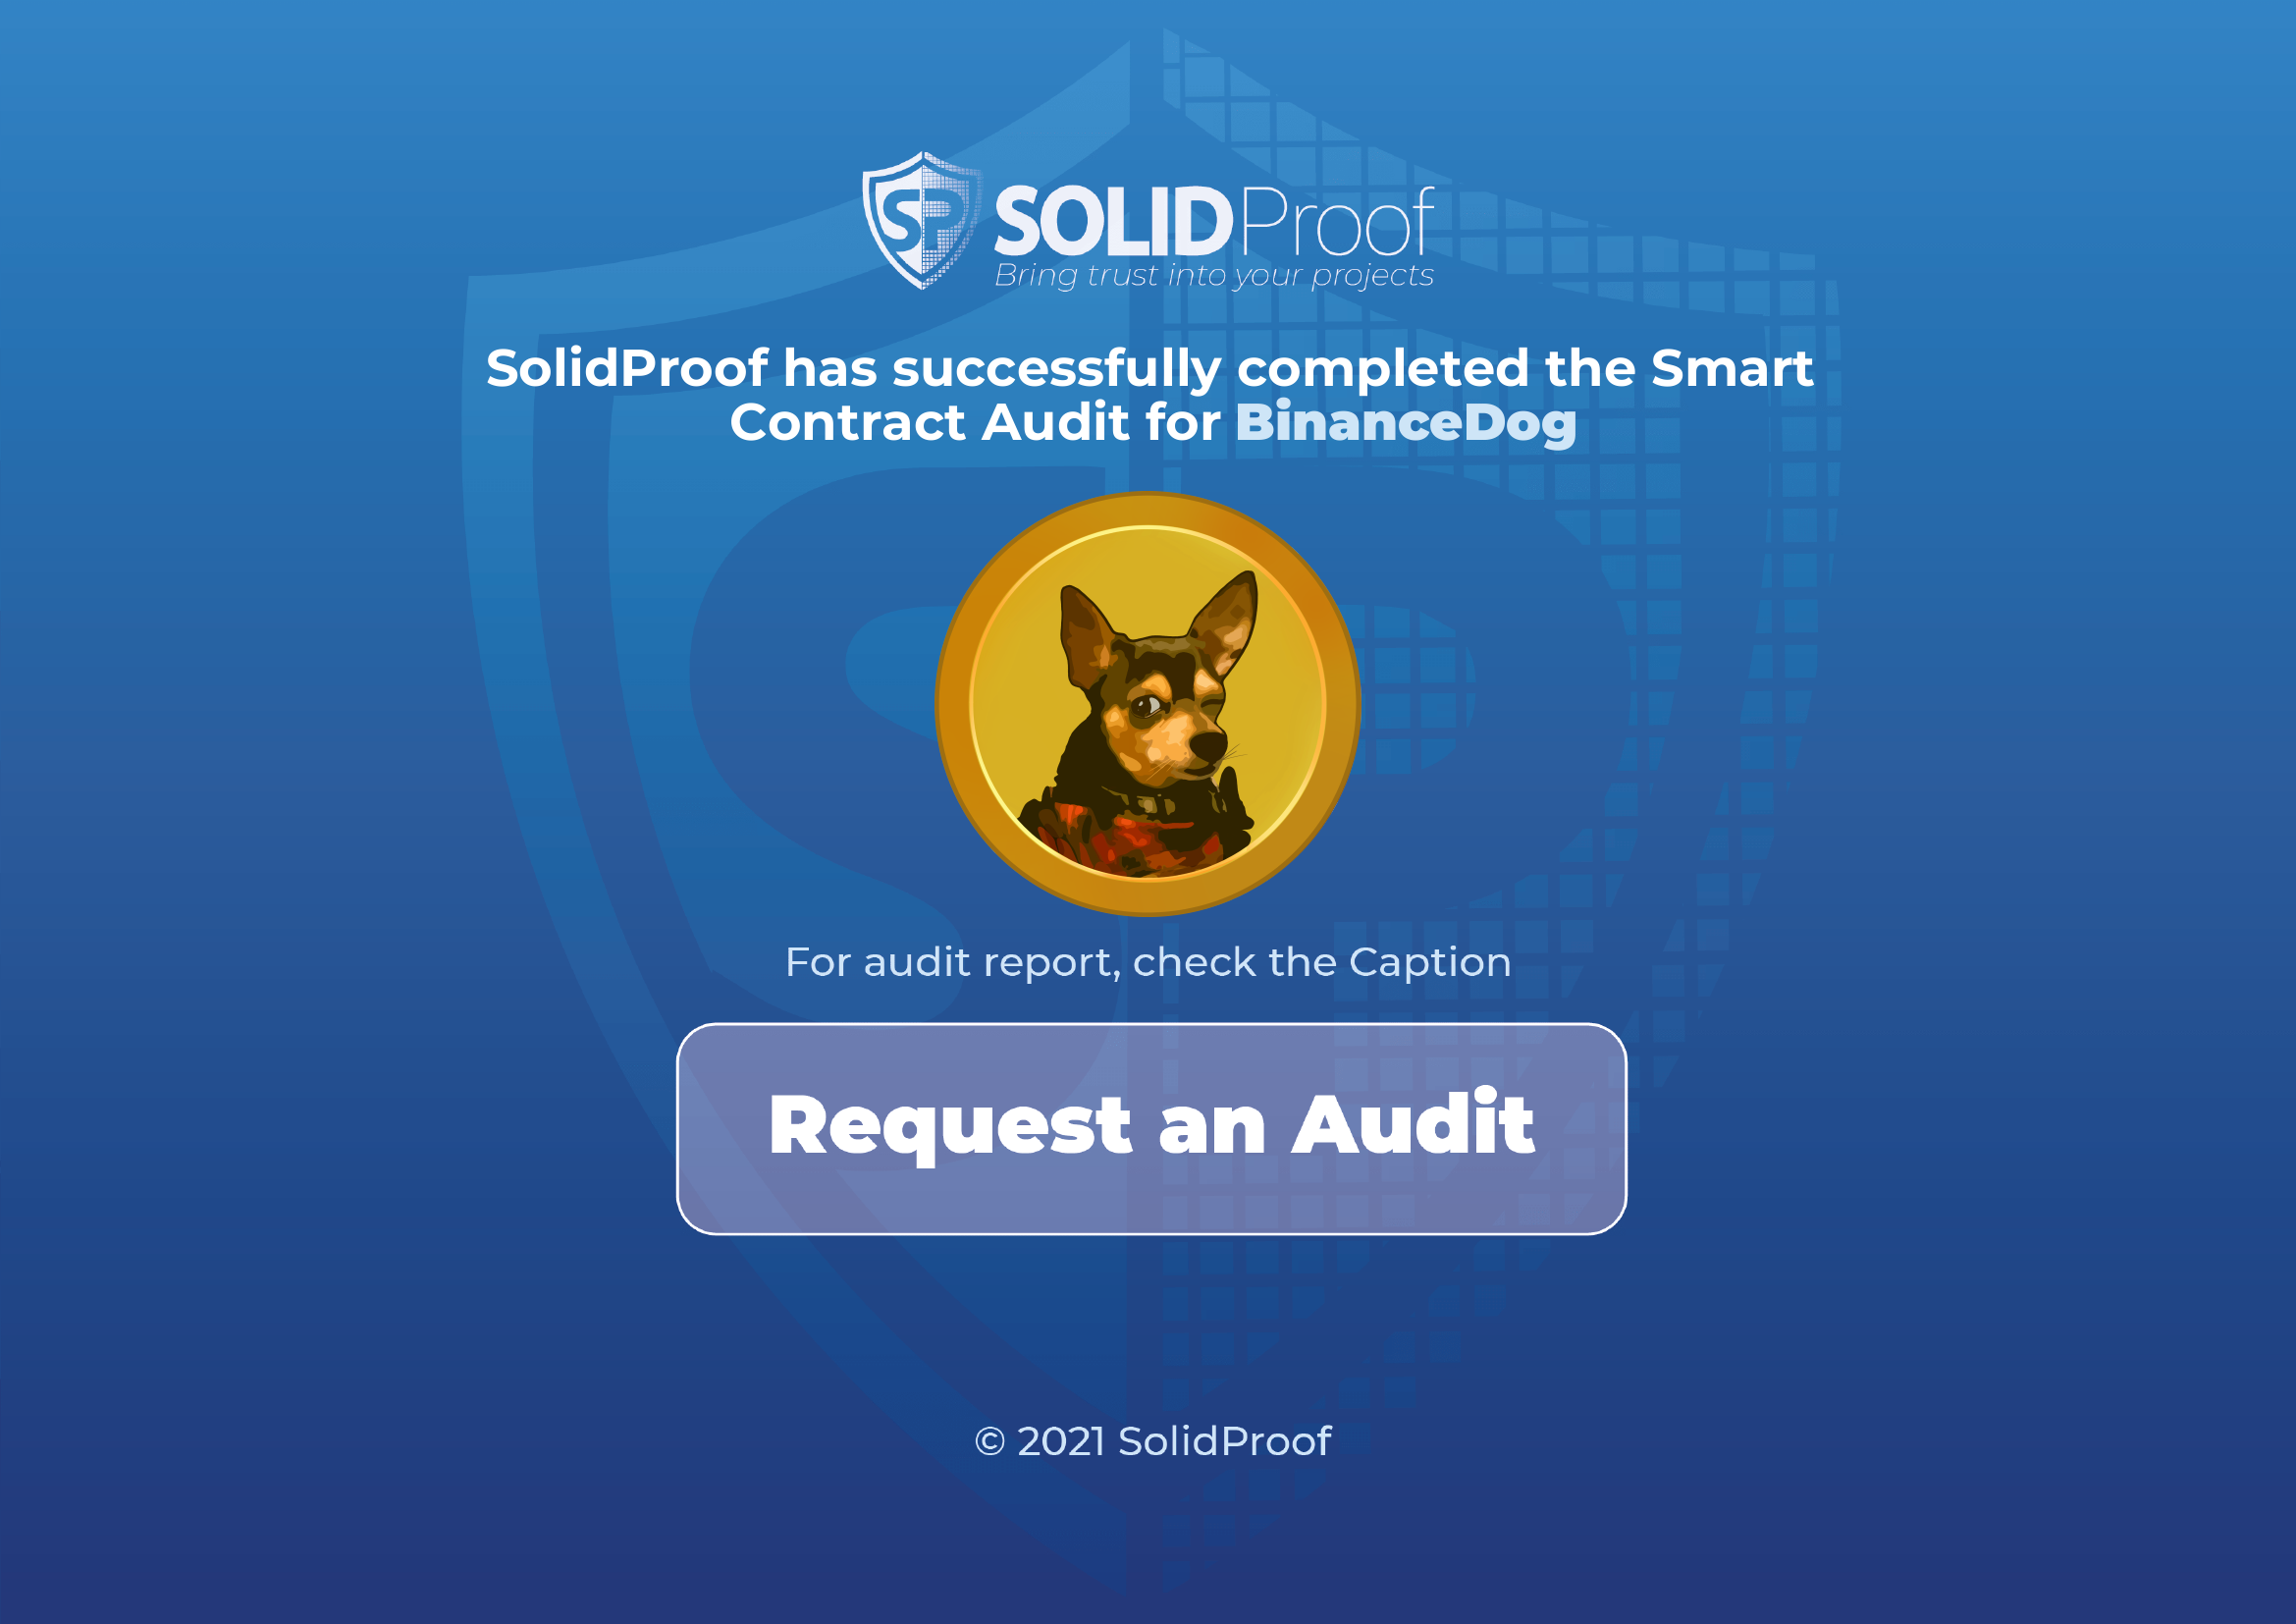 SP
SOLIDProof
Bring trust into your projects
SolidProof has successfully completed the Smart
Contract Audit for BinanceDog
For audit report, check the Caption
Request an Audit
© 2021 SolidProof